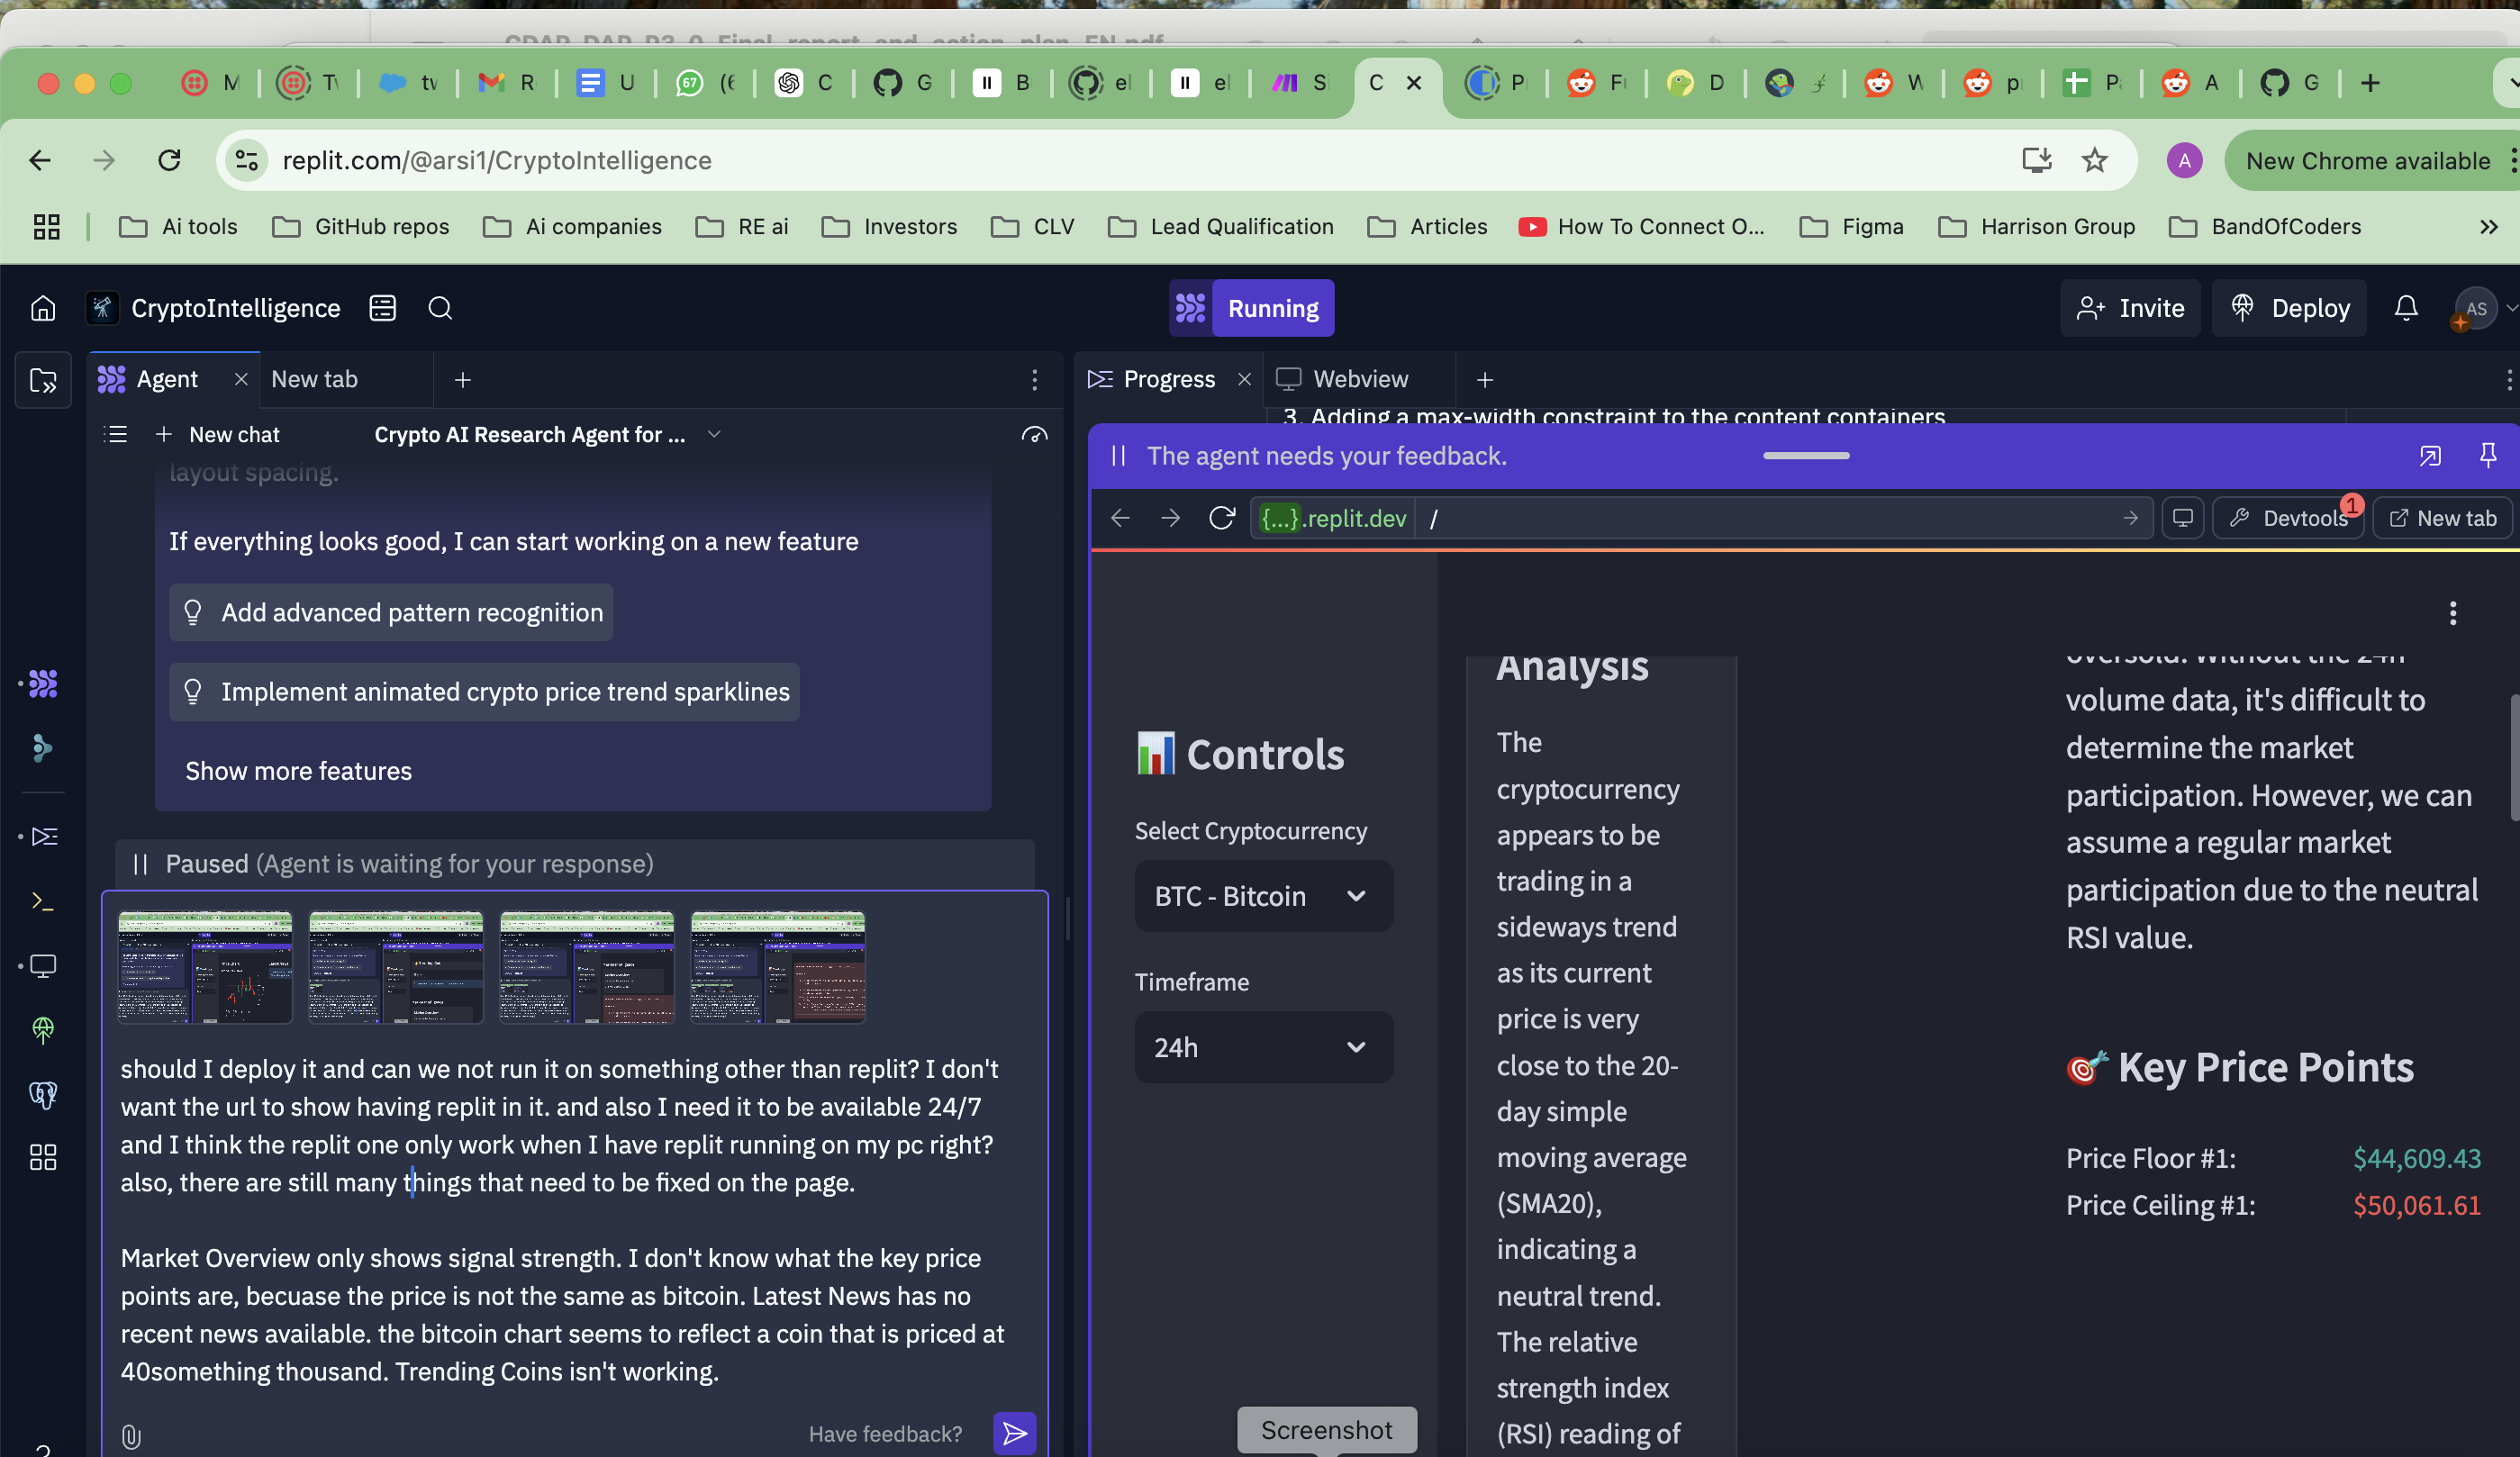 M
Tv
tv
R
U
(6
C
G
B
el
el
S
C
P
F
D
W
p
P
A
G
replit.com/@arsi1/CryptoIntelligence
A
New Chrome available
Ai tools
GitHub repos
Ai companies
RE ai
Investors
CLV
Lead Qualification
Articles
How To Connect O...
Figma
Harrison Group
BandOfCoders
CryptoIntelligence
Running
Invite
Deploy
AS
Agent
New tab
Progress
Webview
New chat
Crypto AI Research Agent for ...
3. Adding a max-width constraint to the content containers
layout spacing.
If everything looks good, I can start working on a new feature
Add advanced pattern recognition
Implement animated crypto price trend sparklines
Show more features
Paused (Agent is waiting for your response)
should I deploy it and can we not run it on something other than replit? I don't
want the url to show having replit in it. and also I need it to be available 24/7
and I think the replit one only work when I have replit running on my pc right?
also, there are still many things that need to be fixed on the page.
Market Overview only shows signal strength. I don't know what the key price
points are, becuase the price is not the same as bitcoin. Latest News has no
recent news available. the bitcoin chart seems to reflect a coin that is priced at
40something thousand. Trending Coins isn't working.
Have feedback?
The agent needs your feedback.
{...}.replit.dev /
Devtools
1
New tab
Controls
Select Cryptocurrency
BTC - Bitcoin
Timeframe
24h
Analysis
The
cryptocurrency
appears to be
trading in a
sideways trend
as its current
price is very
close to the 20-
day simple
moving average
(SMA20),
indicating a
neutral trend.
The relative
strength index
(RSI) reading of
oversold. Without the 24h
volume data, it's difficult to
determine the market
participation. However, we can
assume a regular market
participation due to the neutral
RSI value.
Key Price Points
Price Floor #1: $44,609.43
Price Ceiling #1: $50,061.61
Screenshot